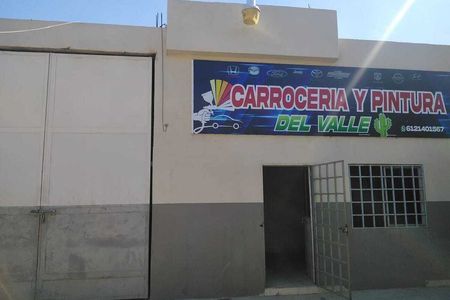 CARROCERIA Y PINTURA
DEL VALLE
6121401567